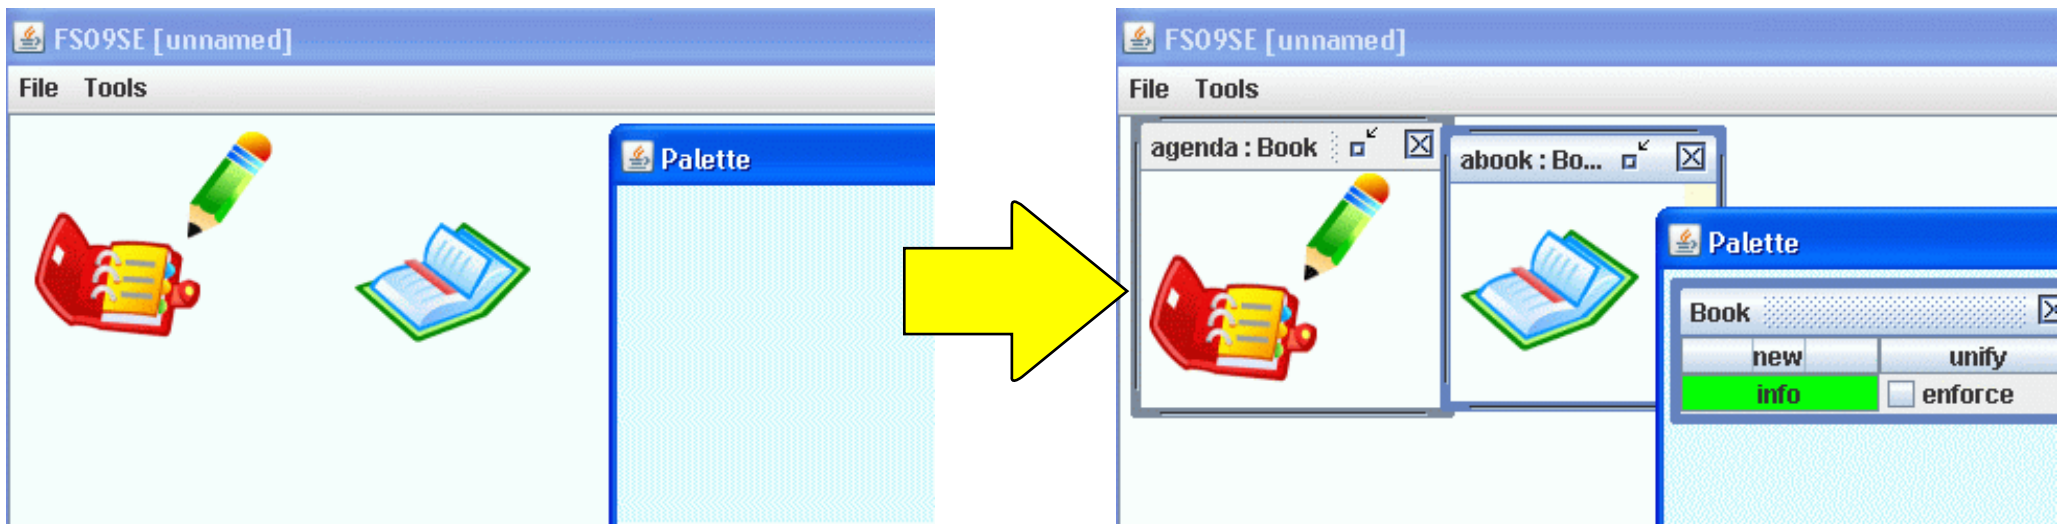 FS09SE [unnamed]
File Tools
Palette
FS09SE [unnamed]
File Tools
agenda : Book
abook : Bo...
Palette
Book
new unify
info enforce